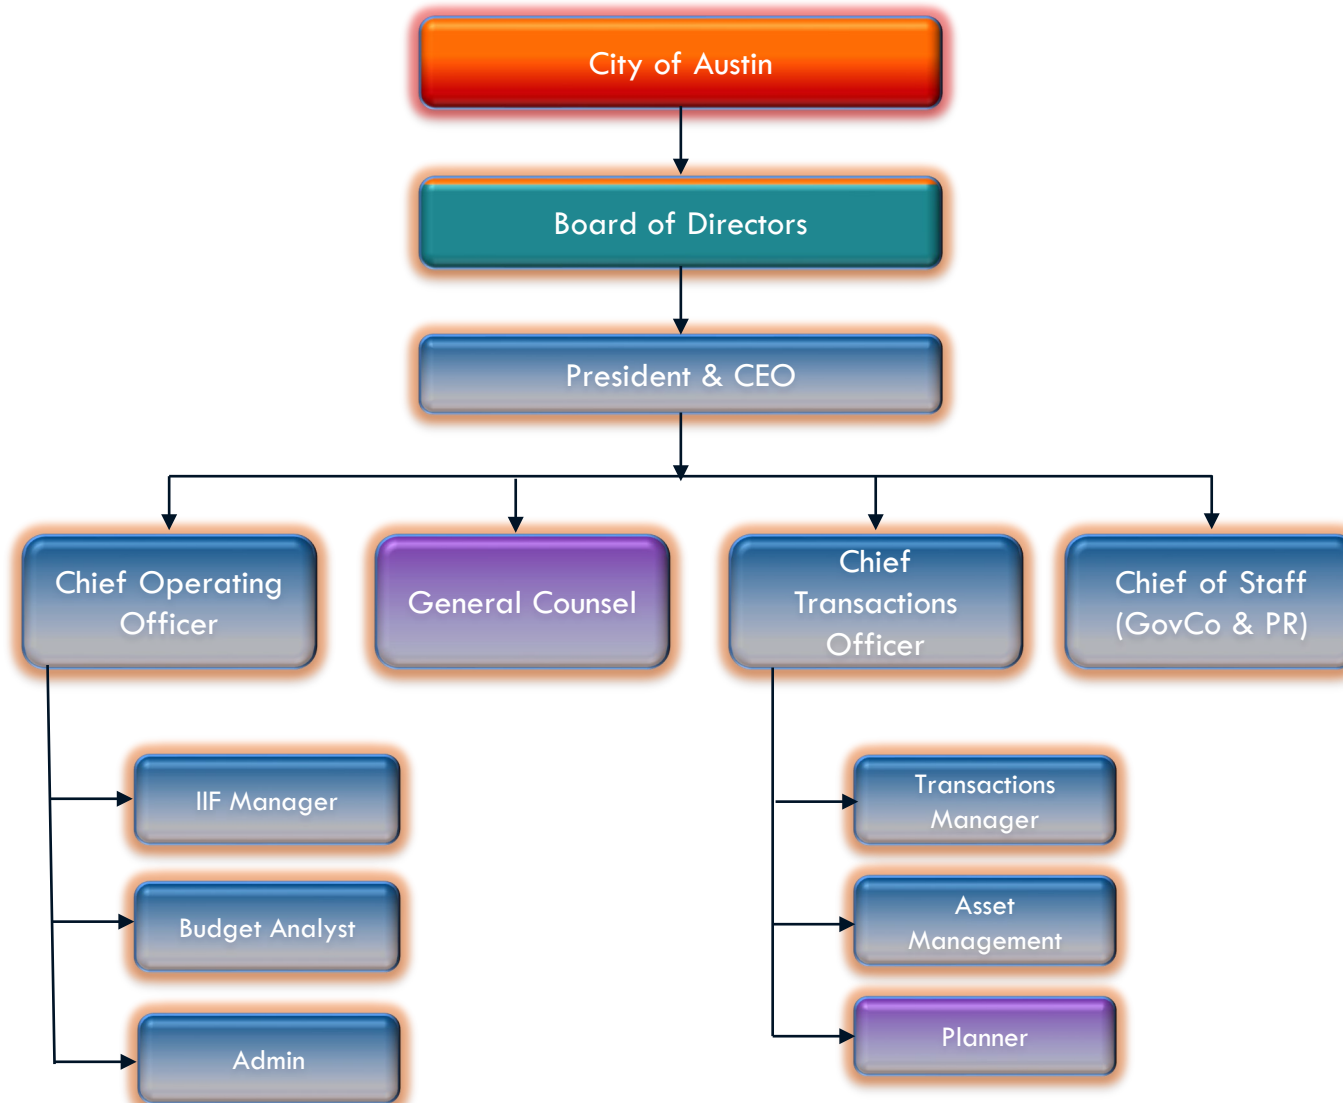 City of Austin
Board of Directors
President & CEO
Chief Operating
Officer
General Counsel
Chief
Transactions
Officer
Chief of Staff
(GovCo & PR)
IIF Manager
Budget Analyst
Admin
Transactions
Manager
Asset
Management
Planner